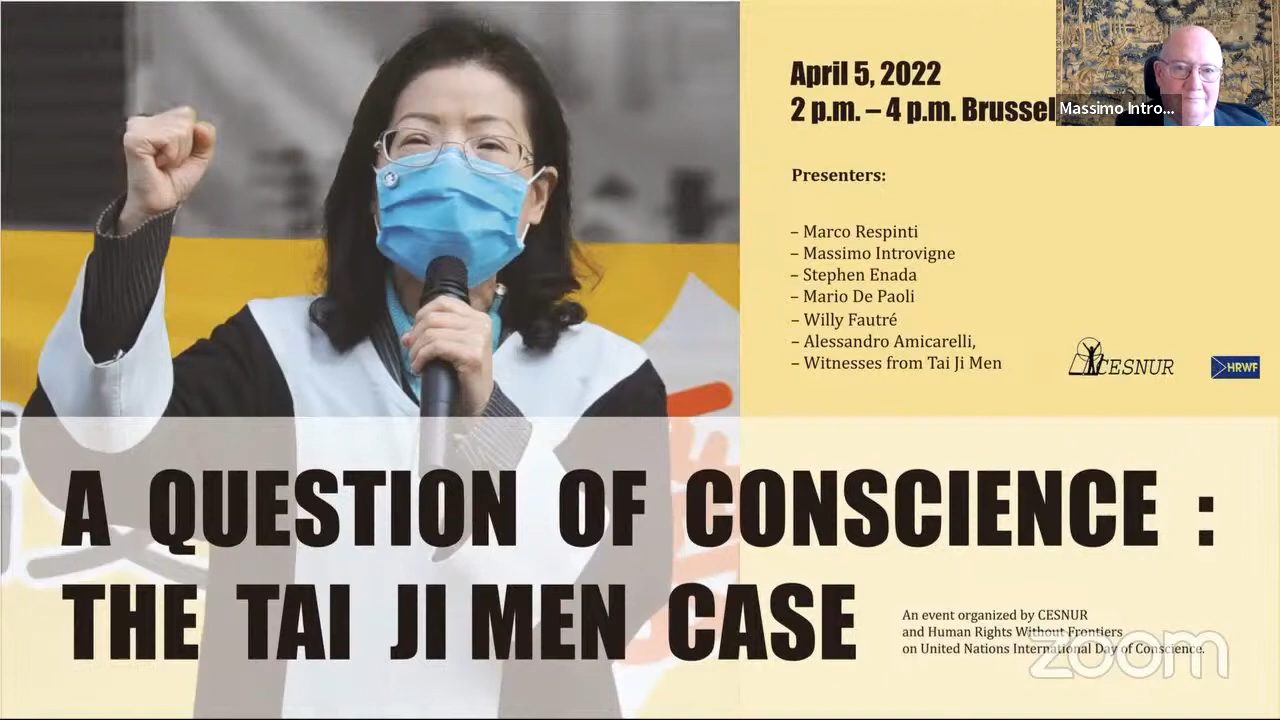 April 5, 2022
2 p.m. – 4 p.m. Brussel
Massimo Intro...
Presenters:
– Marco Respinti
– Massimo Introvigne
– Stephen Enada
– Mario De Paoli
– Willy Fautré
– Alessandro Amicarelli,
– Witnesses from Tai Ji Men
CESNUR
HRWF
A QUESTION OF CONSCIENCE :
THE TAI JI MEN CASE
An event organized by CESNUR
and Human Rights Without Frontiers
on United Nations International Day of Conscience.
zoom